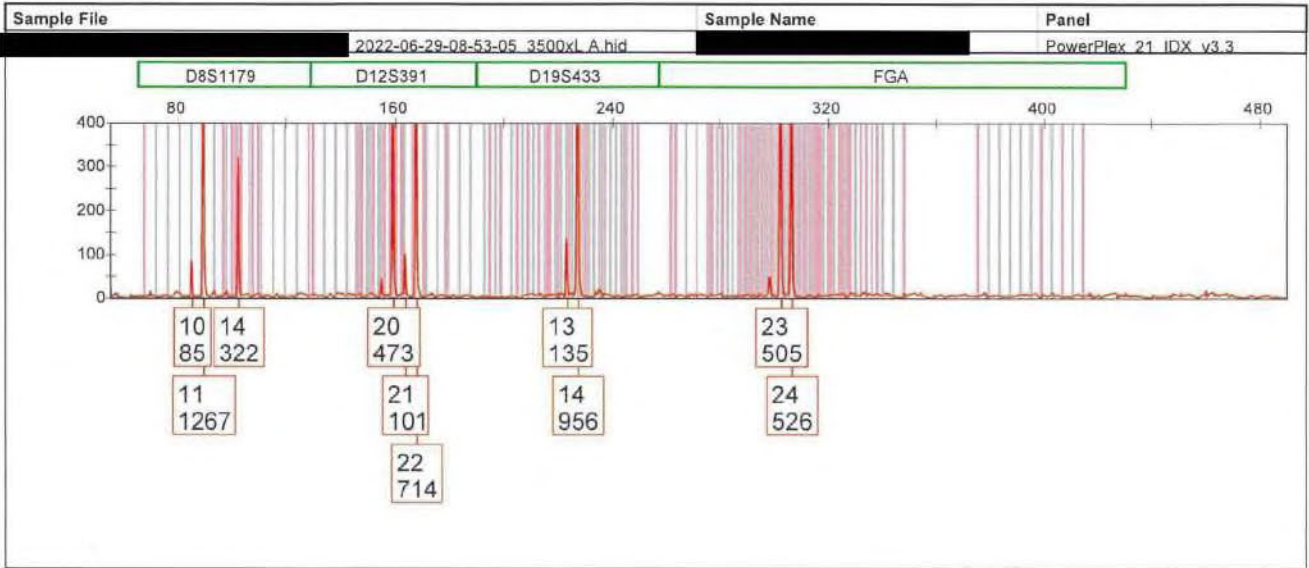 Sample File Sample Name Panel
2022-06-29-08-53-05_3500xL_A.hid PowerPlex_21_IDX_v3.3
D8S1179 D12S391 D19S433 FGA
80 160 240 320 400 480
400
300
200
100
0
10 14 20 13 23
85 322 473 135 505
11 21 14 24
1267 101 956 526
22
714